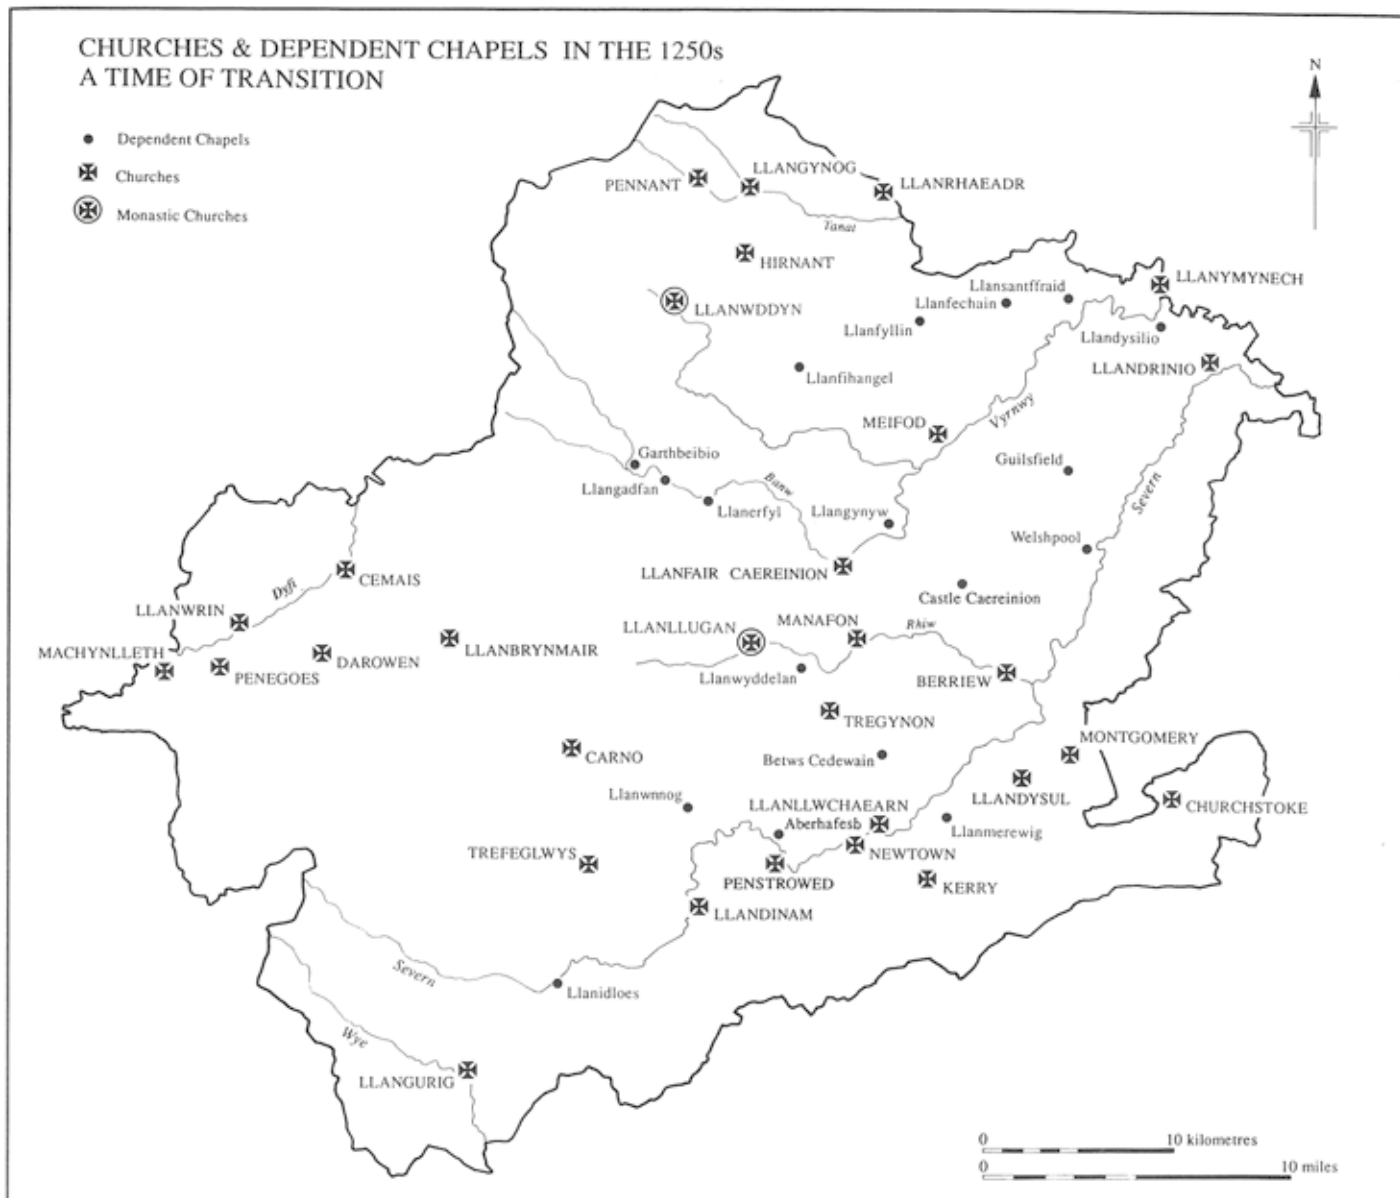 CHURCHES & DEPENDENT CHAPELS IN THE 1250s
A TIME OF TRANSITION
N
Dependent Chapels
Churches
Monastic Churches
LLANGYNOG
PENNANT
LLANRHAEADR
Tanat
HIRNANT
LLANYMYNECH
Llansantffraid
LLANWDDYN
Llanfechain
Llanfyllin
Llandysilio
LLANDRINIO
Llanfihangel
Vyrnwy
MEIFOD
Garthbeibio
Guilsfield
Llangadfan
Banw
Severn
Llanerfyl
Llangynyw
Welshpool
LLANFAIR CAEREINION
CEMAIS
Dyfi
Castle Caereinion
LLANWRIN
LLANLLUGAN
MANAFON
Rhiw
MACHYNLLETH
LLANBRYNMAIR
DAROWEN
PENEGOES
Llanwyddelan
BERRIEW
TREGYNON
MONTGOMERY
CARNO
Betws Cedewain
Llanwnnog
LLANDYSUL
LLANLLWCHAEARN
CHURCHSTOKE
Aberhafesb
Llanmerewig
TREFEGLWYS
NEWTOWN
PENSTROWED
KERRY
LLANDINAM
Severn
Llanidloes
Wye
LLANGURIG
0 10 kilometres
0 10 miles